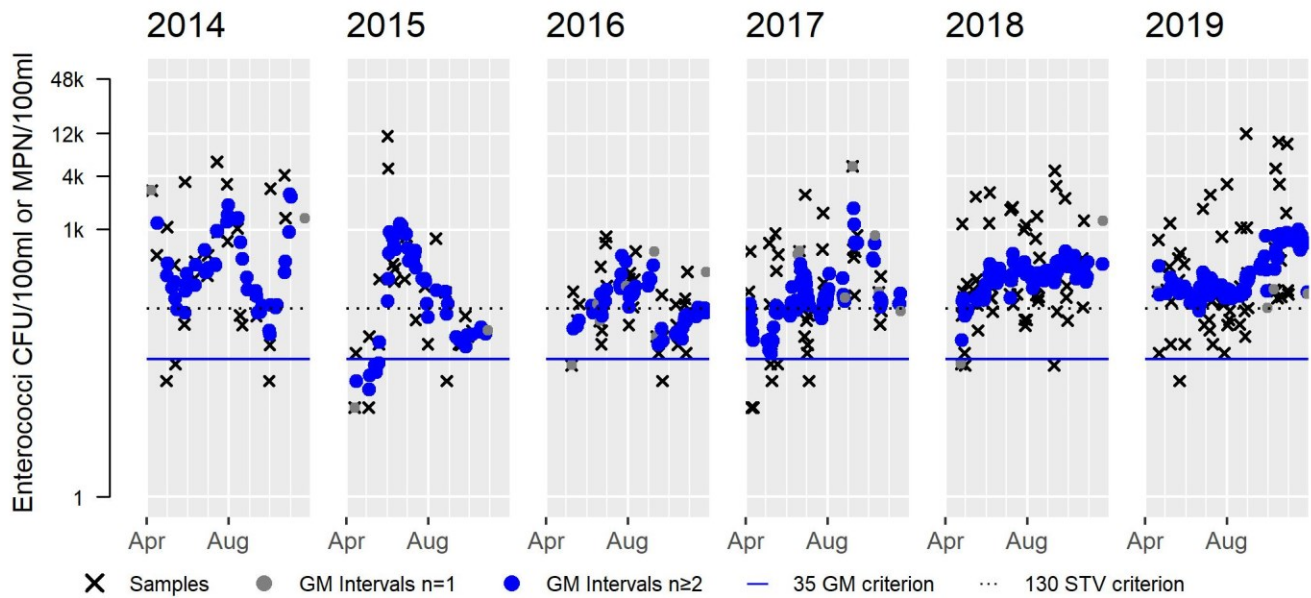 2014 2015 2016 2017 2018 2019
Enterococci CFU/100ml or MPN/100ml
48k
12k
4k
1k
1
Apr Aug Apr Aug Apr Aug Apr Aug Apr Aug Apr Aug
Samples GM Intervals n=1 GM Intervals n≥2 35 GM criterion 130 STV criterion